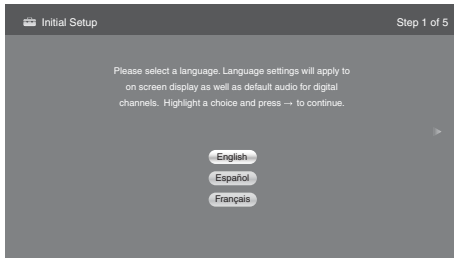 Initial Setup
Step 1 of 5
Please select a language. Language settings will apply to
on screen display as well as default audio for digital
channels. Highlight a choice and press → to continue.
English
Español
Français